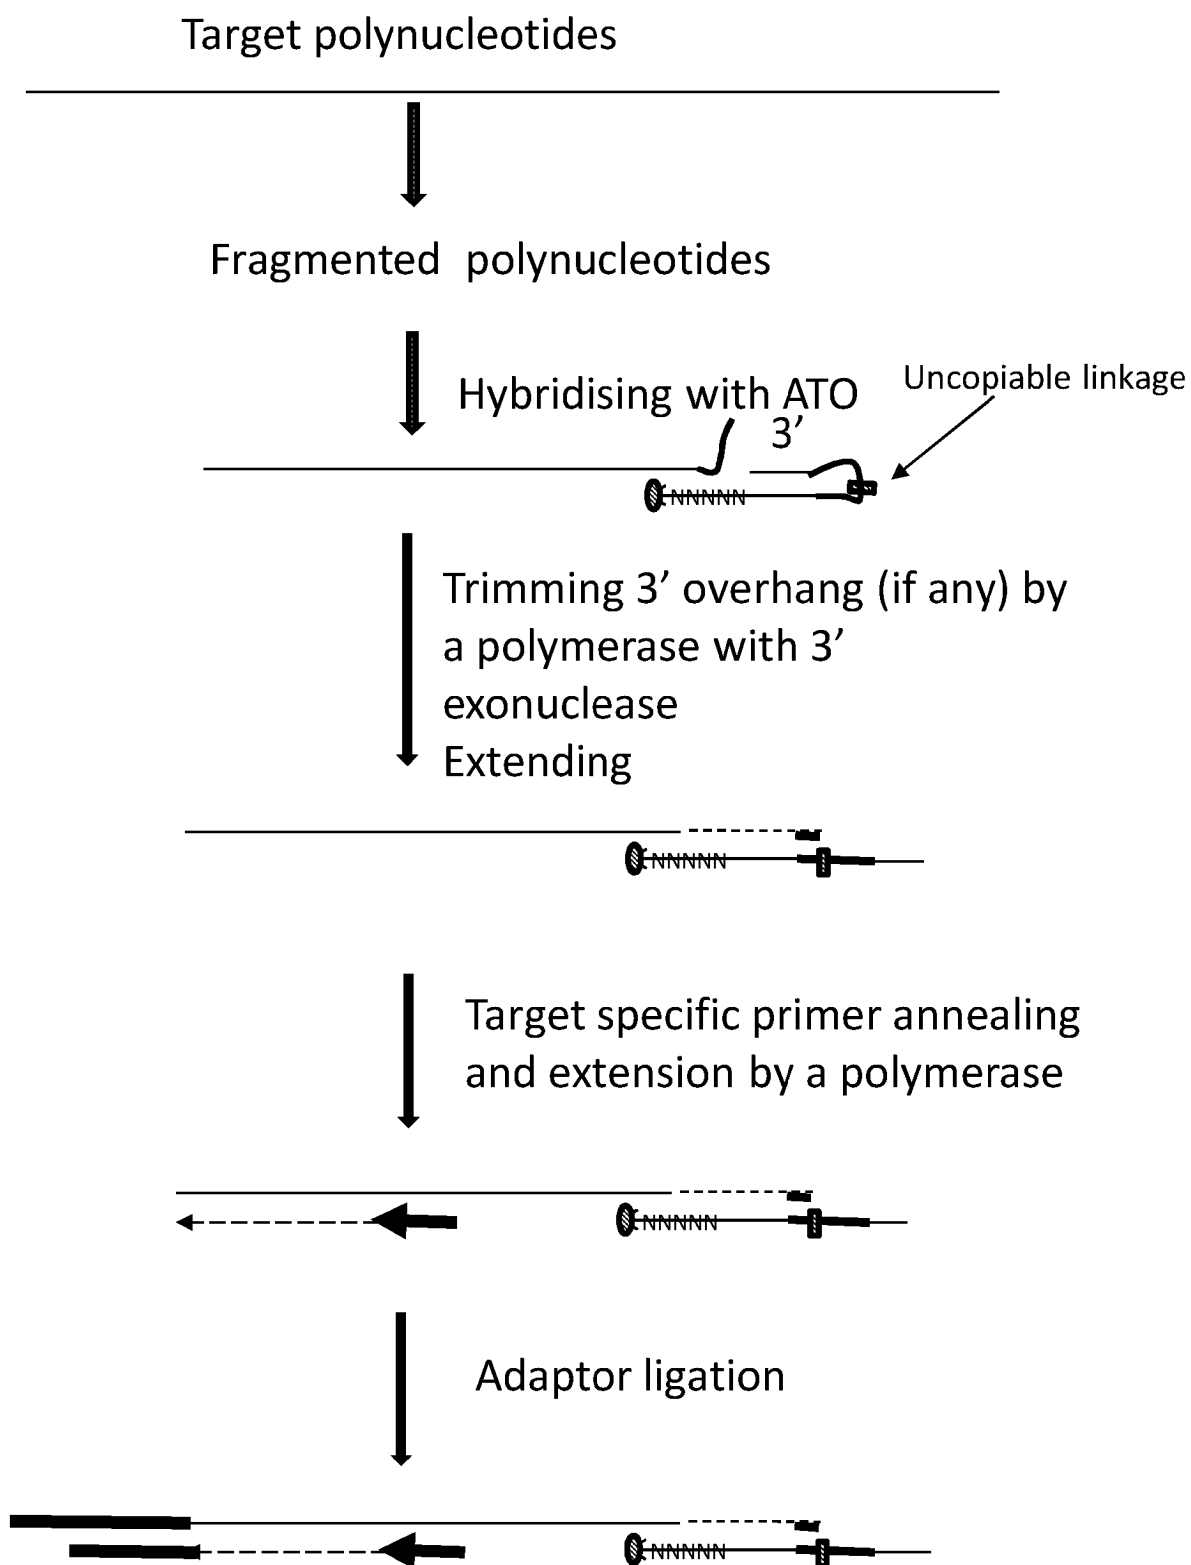 Target polynucleotides
Fragmented polynucleotides
Hybridising with ATO
Uncopiable linkage
3’
NNNNN
Trimming 3’ overhang (if any) by
a polymerase with 3’
exonuclease
Extending
NNNNN
Target specific primer annealing
and extension by a polymerase
NNNNN
Adaptor ligation
NNNNN